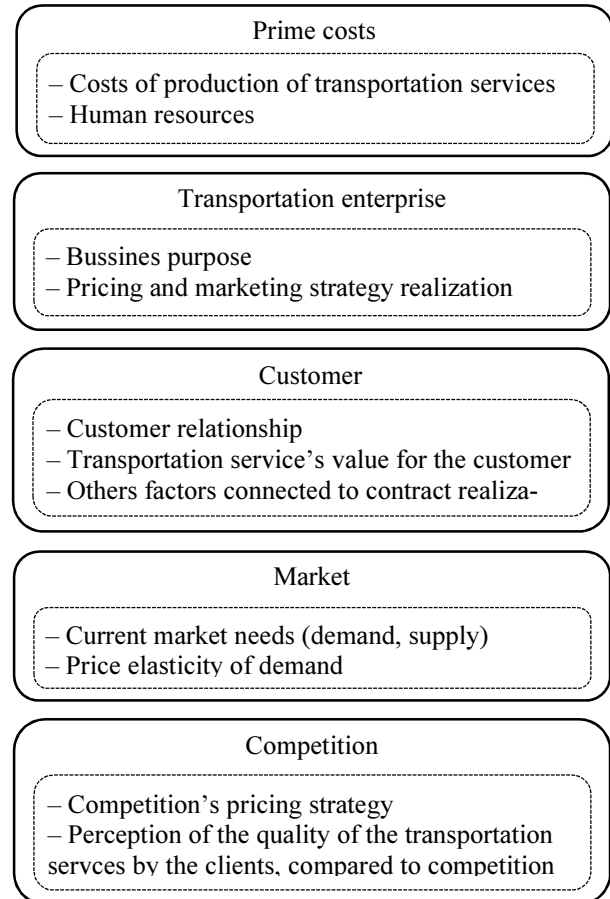 Prime costs
– Costs of production of transportation services
– Human resources
Transportation enterprise
– Bussines purpose
– Pricing and marketing strategy realization
Customer
– Customer relationship
– Transportation service’s value for the customer
– Others factors connected to contract realiza-
Market
– Current market needs (demand, supply)
– Price elasticity of demand
Competition
– Competition’s pricing strategy
– Perception of the quality of the transportation
servces by the clients, compared to competition